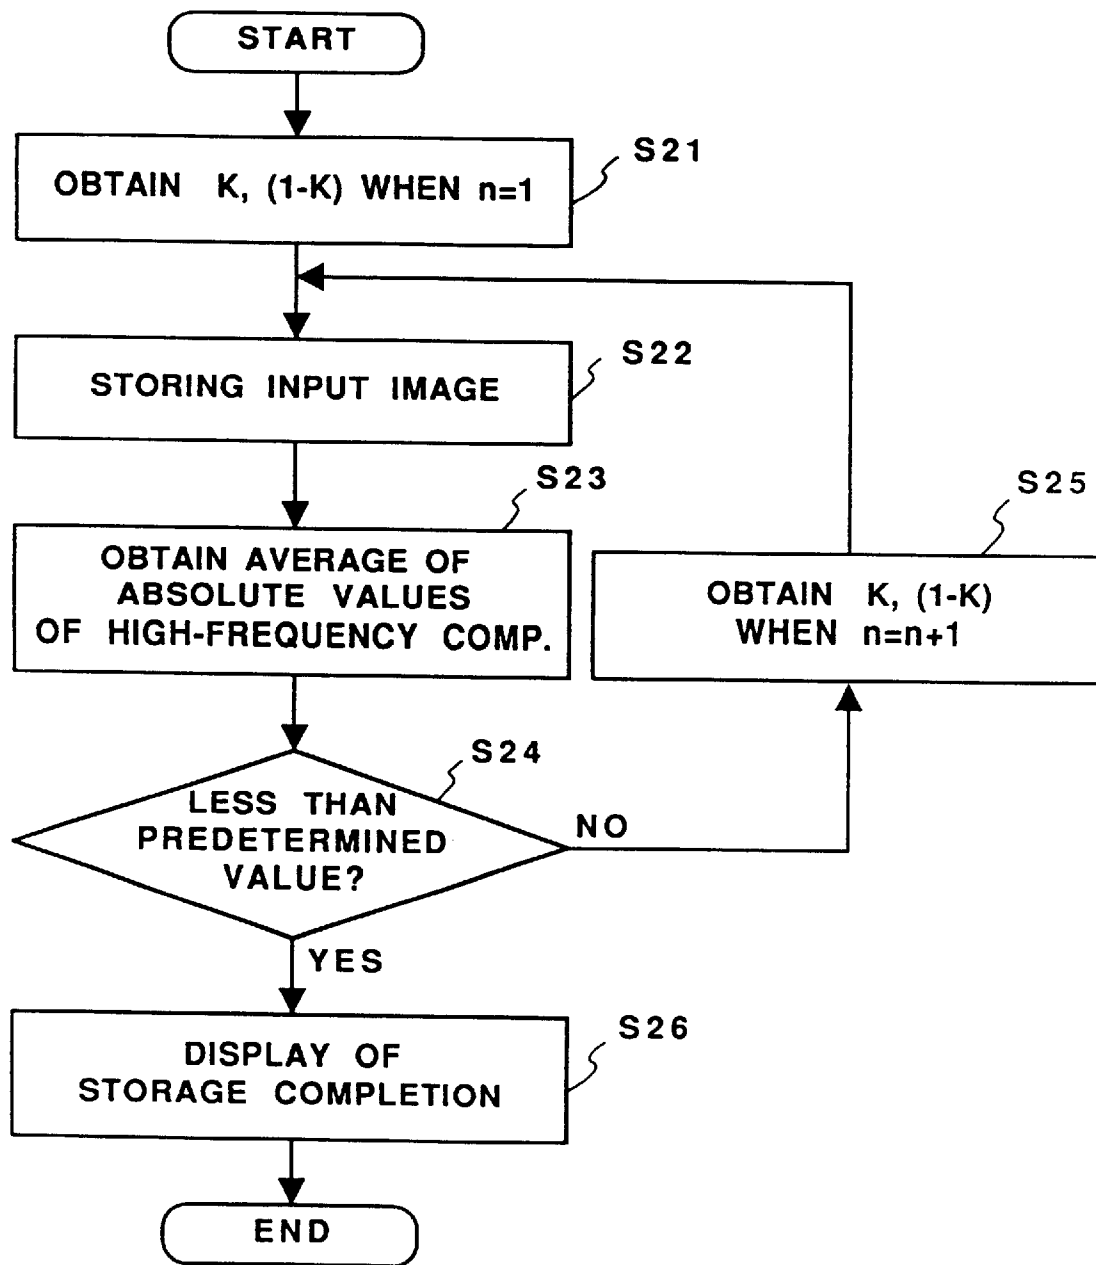 START
S21
OBTAIN K, (1-K) WHEN n=1
S22
STORING INPUT IMAGE
S23
OBTAIN AVERAGE OF
ABSOLUTE VALUES
OF HIGH-FREQUENCY COMP.
S25
OBTAIN K, (1-K)
WHEN n=n+1
S24
LESS THAN
PREDETERMINED
VALUE?
NO
YES
S26
DISPLAY OF
STORAGE COMPLETION
END